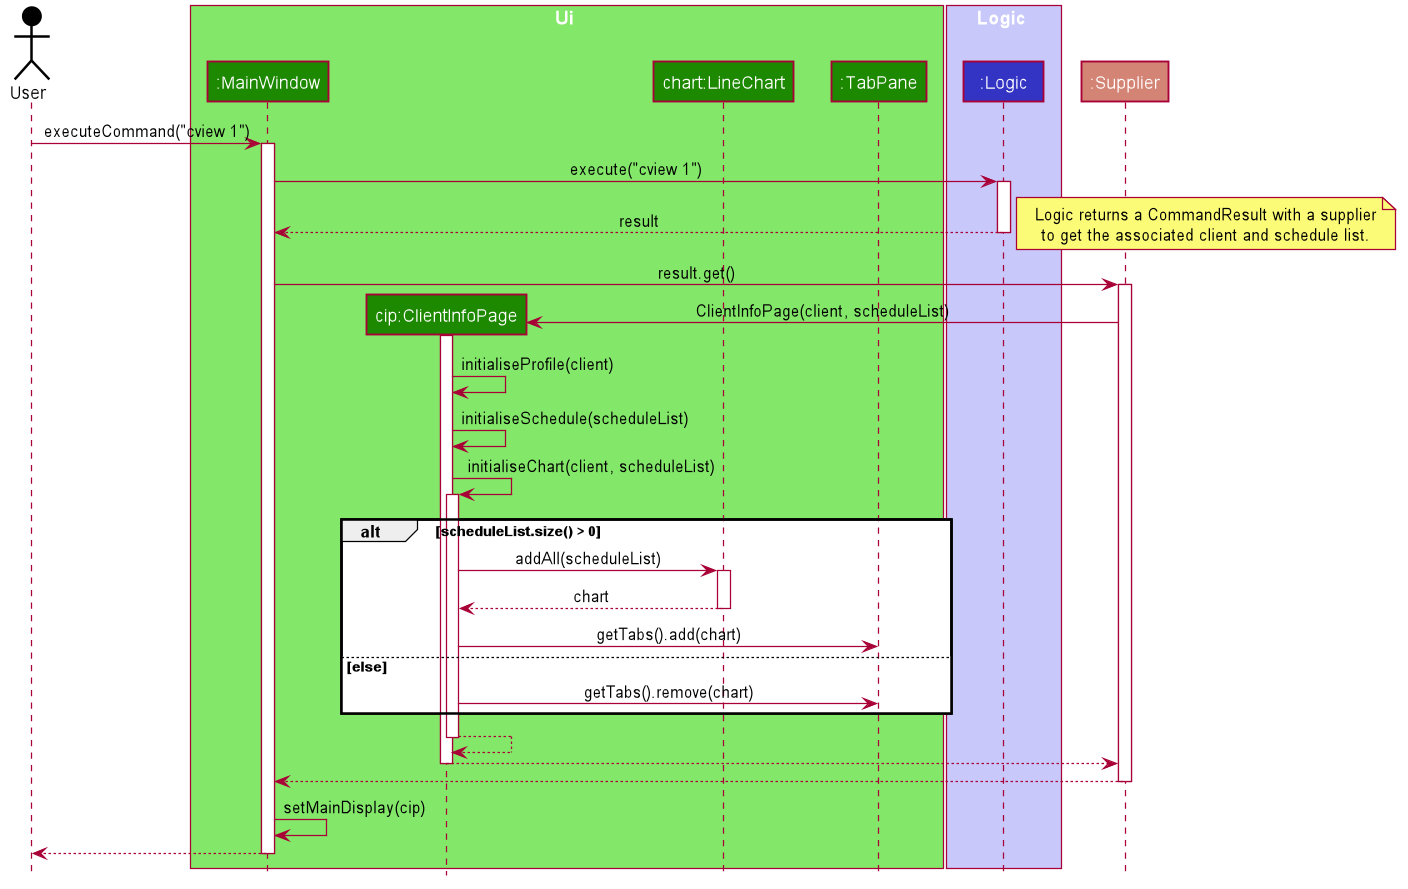 Ui
Logic
User
:MainWindow
chart:LineChart
:TabPane
:Logic
:Supplier
executeCommand("cview 1")
execute("cview 1")
Logic returns a CommandResult with a supplier
to get the associated client and schedule list.
result
result.get()
cip:ClientInfoPage
ClientInfoPage(client, scheduleList)
initialiseProfile(client)
initialiseSchedule(scheduleList)
initialiseChart(client, scheduleList)
alt
[scheduleList.size() > 0]
addAll(scheduleList)
chart
getTabs().add(chart)
[else]
getTabs().remove(chart)
setMainDisplay(cip)